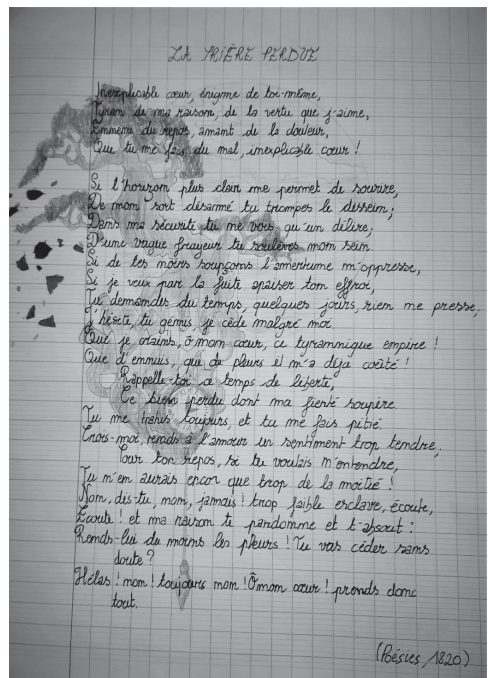 LA PRIÈRE PERDUE
Inexplicable cœur, énigme de toi-même,
Tyran de ma raison, de la vertu que j'aime,
Ennemi du repos, amant de la douleur,
Que tu me fais du mal, inexplicable cœur !
Si l'horizon plus clair me permet de sourire,
De mon sort désarmé tu trompes le dessein ;
Dans ma sécurité tu ne vois qu'un délire ;
D'une vague frayeur tu soulèves mon sein.
Si de tes noirs soupçons l'amertume m'oppresse,
Si je veux par la fuite apaiser ton effroi,
Tu demandes du temps, quelques jours, rien ne presse ;
J'hésite, tu gémis, je cède malgré moi.
Que je crains, ô mon cœur, ce tyrannique empire !
Que d'ennuis, que de pleurs il m'a déjà coûté !
Rappelle-toi ce temps de liberté,
Ce bien perdu dont ma fierté soupire.
Tu me trahis toujours, et tu me fais pitié.
Crois-moi, rends à l'amour un sentiment trop tendre ;
Pour ton repos, si tu voulais m'entendre,
Tu n'en aurais encor que trop de la moitié !
Non, dis-tu, non, jamais ! trop faible esclave, écoute,
Écoute ! et ma raison te pardonne et t'absout :
Rends-lui du moins les pleurs ! Tu vas céder sans
doute ?
Hélas ! non ! toujours non ! Ô mon cœur ! prends donc
tout.
(Poésies, 1820)